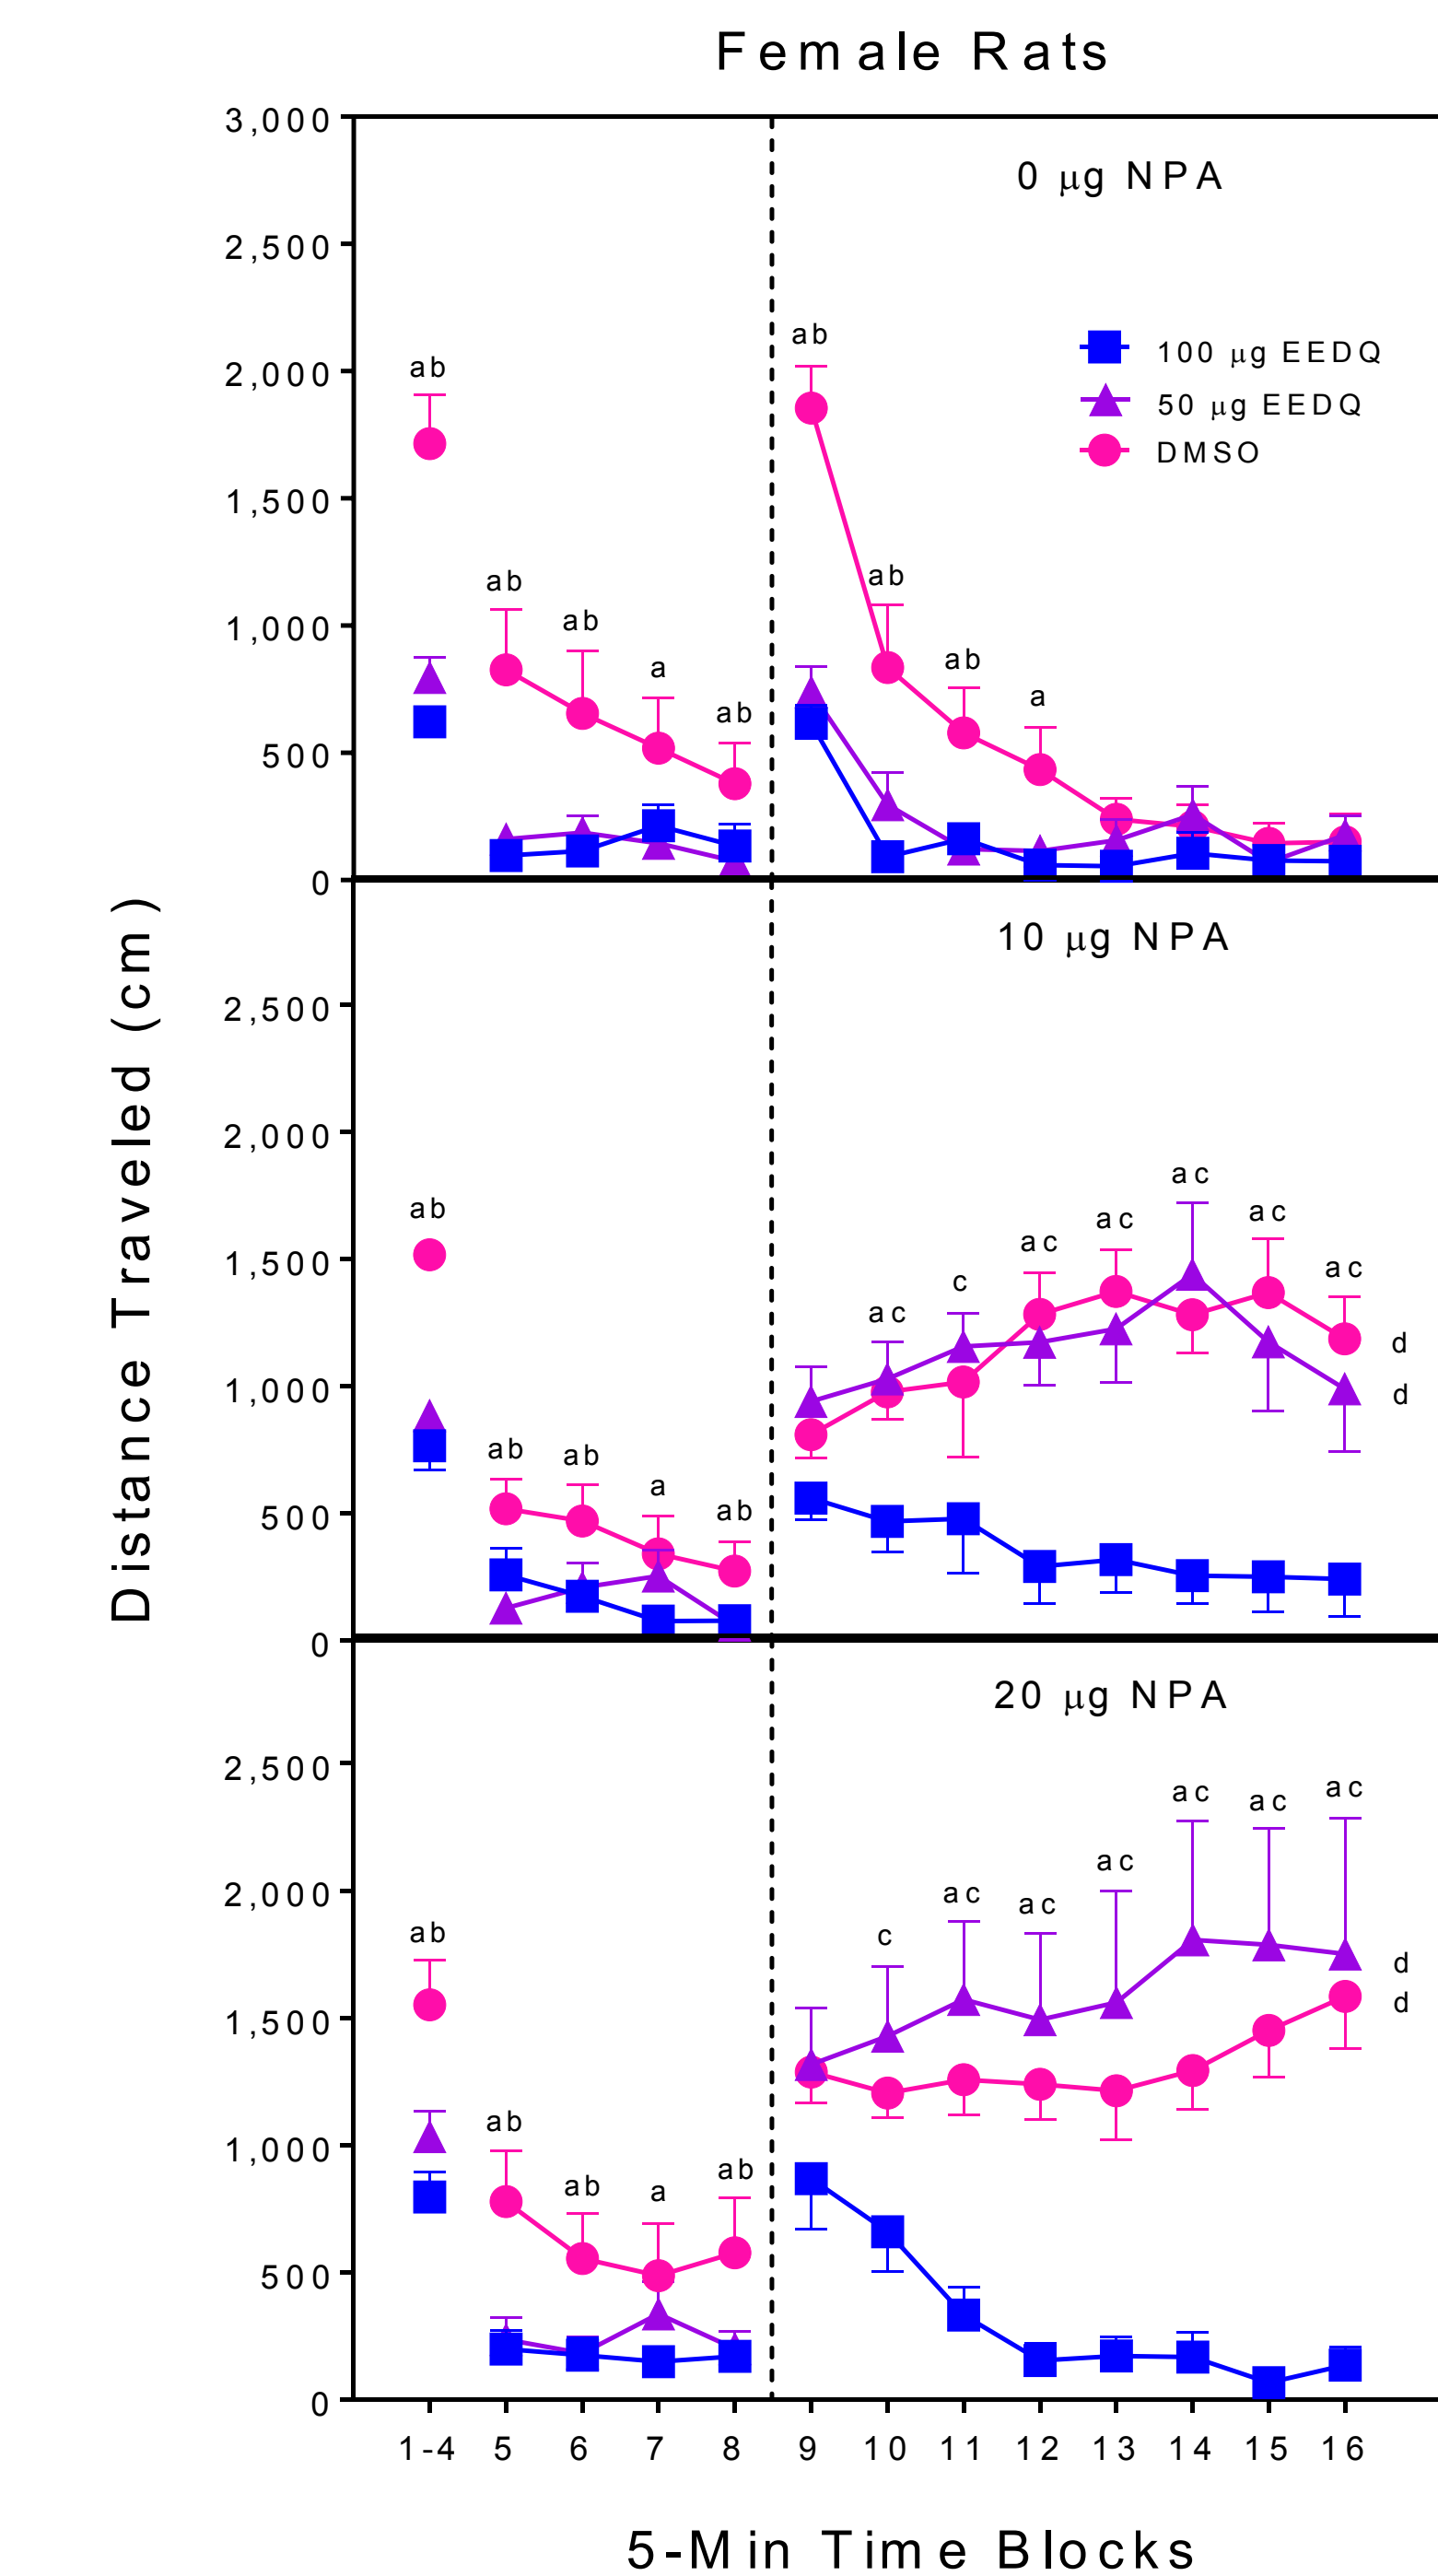 Female Rats
3,000
0 μg NPA
2,500
ab
2,000
ab
100 μg EEDQ
50 μg EEDQ
DMSO
1,500
ab
ab
1,000
ab
ab
a
a
ab
500
0
10 μg NPA
2,500
2,000
ac
ab
ac
ac
ac
1,500
ac
c
ac
d
1,000
d
ab
ab
a
ab
500
0
20 μg NPA
2,500
ac
ac
ac
2,000
ac
ac
ac
ab
c
d
1,500
d
ab
1,000
ab
ab
a
500
0
1-4 5 6 7 8 9 10 11 12 13 14 15 16
5-Min Time Blocks
Distance Traveled (cm)